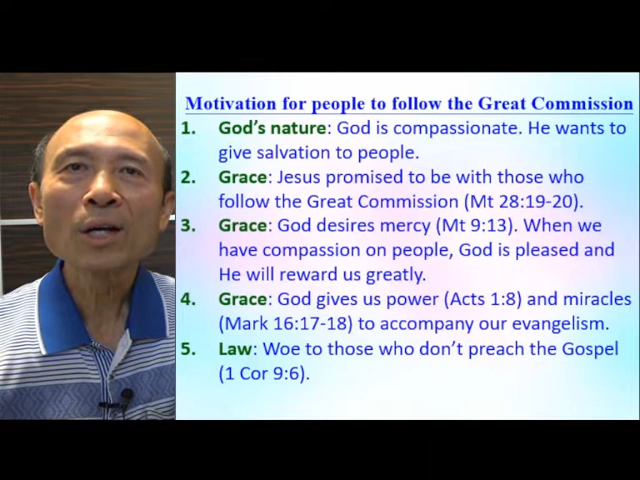 Motivation for people to follow the Great Commission
1. God's nature: God is compassionate. He wants to
give salvation to people.
2. Grace: Jesus promised to be with those who
follow the Great Commission (Mt 28:19-20).
3. Grace: God desires mercy (Mt 9:13). When we
have compassion on people, God is pleased and
He will reward us greatly.
4. Grace: God gives us power (Acts 1:8) and miracles
(Mark 16:17-18) to accompany our evangelism.
5. Law: Woe to those who don't preach the Gospel
(1 Cor 9:6).